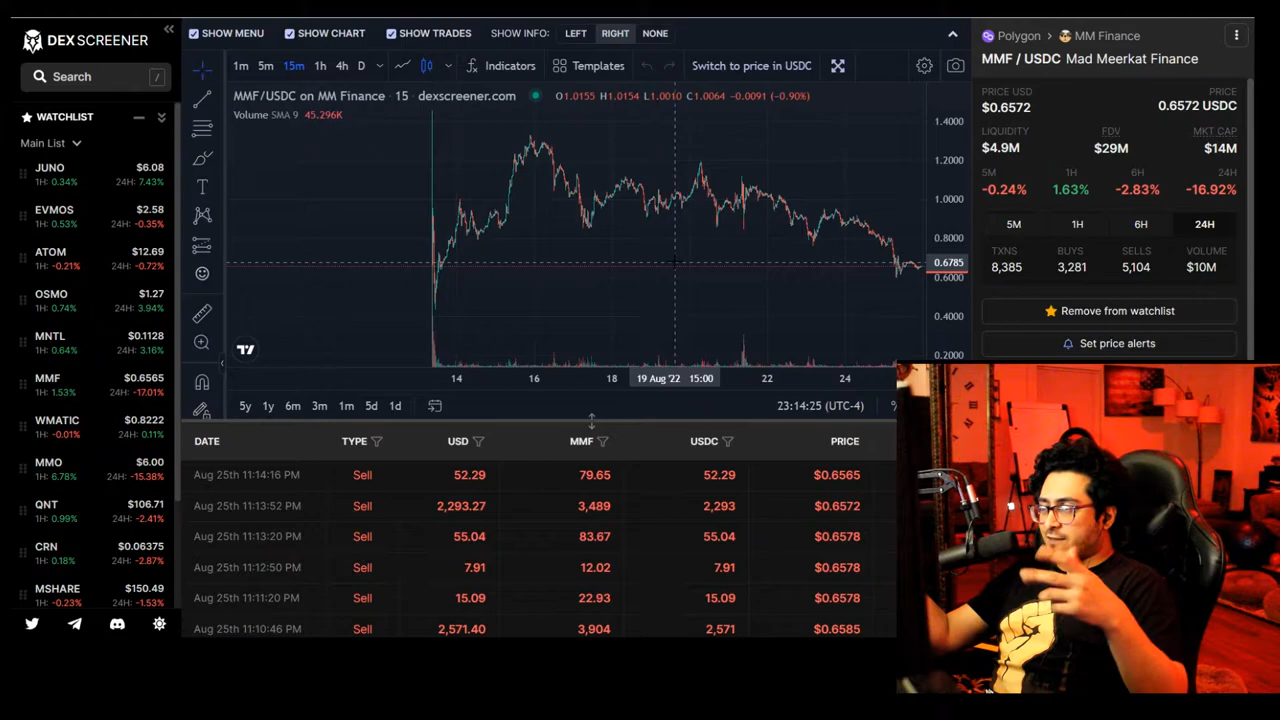 DEX SCREENER
Search /
WATCHLIST
Main List
JUNO $6.08
1H: 0.34% 24H: 7.43%
EVMOS $2.58
1H: 0.53% 24H: -0.35%
ATOM $12.69
1H: -0.21% 24H: -0.72%
OSMO $1.27
1H: 0.74% 24H: 3.94%
MNTL $0.1128
1H: 0.64% 24H: 3.16%
MMF $0.6565
1H: 1.53% 24H: -17.01%
WMATIC $0.8222
1H: -0.01% 24H: 0.11%
MMO $6.00
1H: 6.78% 24H: -15.38%
QNT $106.71
1H: 0.99% 24H: -2.41%
CRN $0.06375
1H: 0.18% 24H: -2.87%
MSHARE $150.49
1H: -0.23% 24H: -1.53%
SHOW MENU SHOW CHART SHOW TRADES SHOW INFO: LEFT RIGHT NONE
1m 5m 15m 1h 4h D Indicators Templates Switch to price in USDC
MMF/USDC on MM Finance · 15 · dexscreener.com O1.0155 H1.0154 L1.0010 C1.0064 -0.0091 (-0.90%)
Volume SMA 9 45.296K
1.4000
1.2000
1.0000
0.8000
0.6785
0.6000
0.4000
0.2000
14 16 18 19 Aug '22 15:00 22 24
5y 1y 6m 3m 1m 5d 1d 23:14:25 (UTC-4) %
DATE TYPE USD MMF USDC PRICE
Aug 25th 11:14:16 PM Sell 52.29 79.65 52.29 $0.6565
Aug 25th 11:13:52 PM Sell 2,293.27 3,489 2,293 $0.6572
Aug 25th 11:13:20 PM Sell 55.04 83.67 55.04 $0.6578
Aug 25th 11:12:50 PM Sell 7.91 12.02 7.91 $0.6578
Aug 25th 11:11:20 PM Sell 15.09 22.93 15.09 $0.6578
Aug 25th 11:10:46 PM Sell 2,571.40 3,904 2,571 $0.6585
Polygon > MM Finance
MMF / USDC Mad Meerkat Finance
PRICE USD PRICE
$0.6572 0.6572 USDC
LIQUIDITY FDV MKT CAP
$4.9M $29M $14M
5M 1H 6H 24H
-0.24% 1.63% -2.83% -16.92%
5M 1H 6H 24H
TXNS BUYS SELLS VOLUME
8,385 3,281 5,104 $10M
Remove from watchlist
Set price alerts